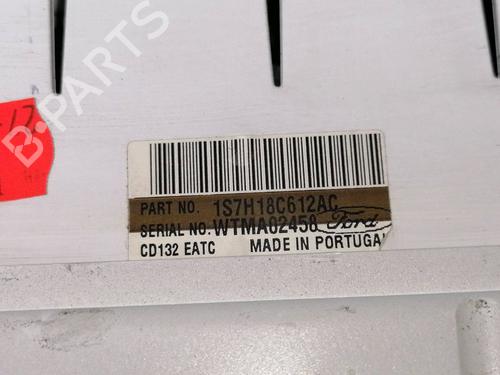 PART NO. 1S7H18C612AC
SERIAL NO. WTMA02458 Ford
CD132 EATC MADE IN PORTUGAL
B-PARTS